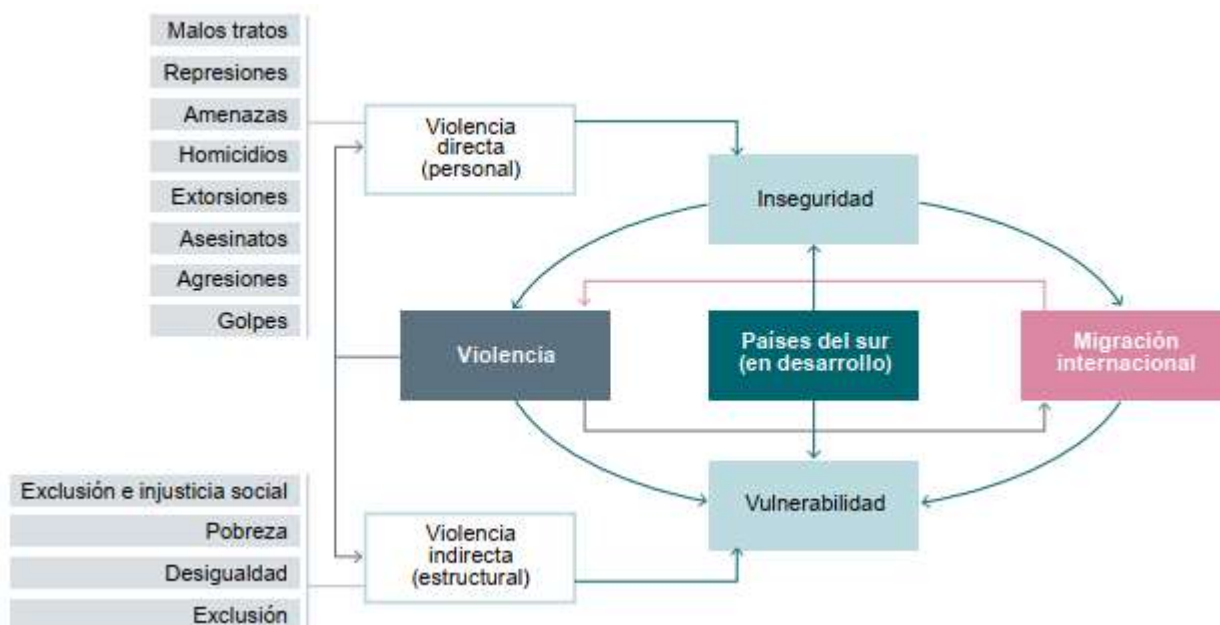 Malos tratos
Represiones
Amenazas
Homicidios
Extorsiones
Asesinatos
Agresiones
Golpes
Violencia
directa
(personal)
Inseguridad
Violencia
Países del sur
(en desarrollo)
Migración
internacional
Vulnerabilidad
Exclusión e injusticia social
Pobreza
Desigualdad
Exclusión
Violencia
indirecta
(estructural)